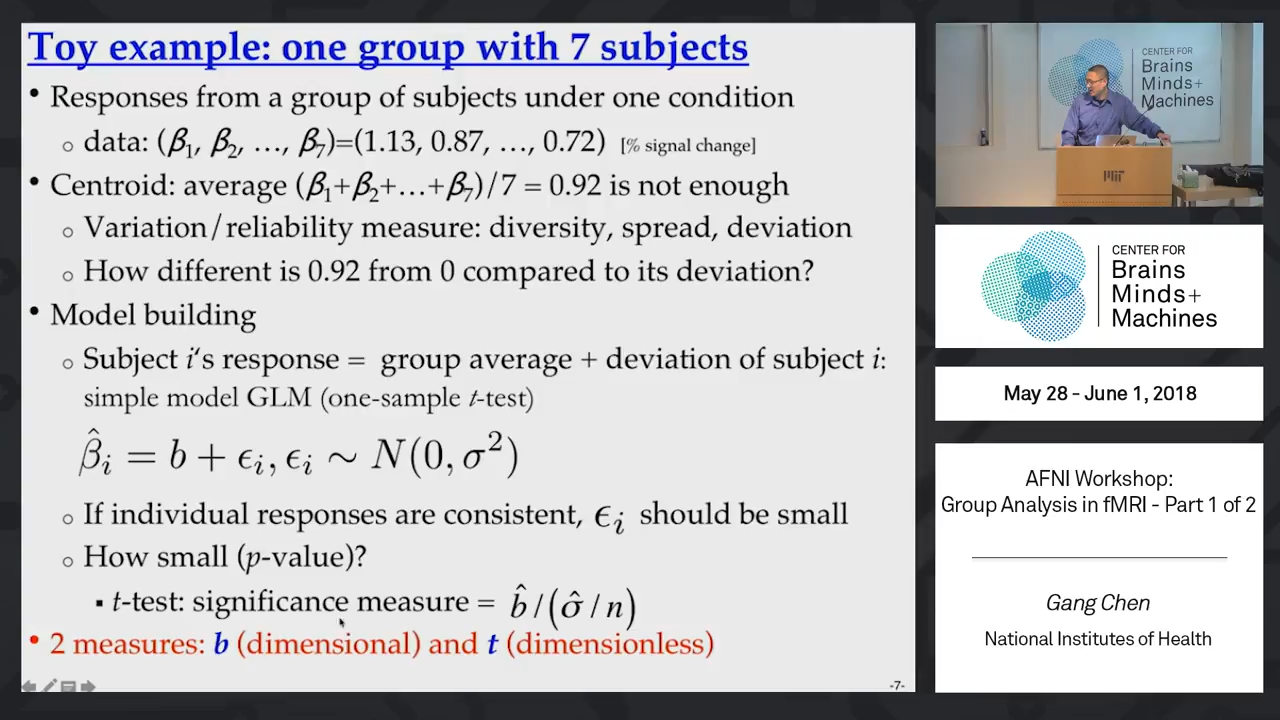 Toy example: one group with 7 subjects
• Responses from a group of subjects under one condition
○ data: (β₁, β₂, …, β₇)=(1.13, 0.87, …, 0.72) [% signal change]
• Centroid: average (β₁+β₂+…+β₇)/7 = 0.92 is not enough
○ Variation/reliability measure: diversity, spread, deviation
○ How different is 0.92 from 0 compared to its deviation?
• Model building
○ Subject i‘s response = group average + deviation of subject i:
simple model GLM (one-sample t-test)
β̂ᵢ = b + ϵᵢ, ϵᵢ ∼ N(0, σ²)
○ If individual responses are consistent, ϵᵢ should be small
○ How small (p-value)?
▪ t-test: significance measure = b̂/(σ̂/n)
• 2 measures: b (dimensional) and t (dimensionless)
-7-
CENTER FOR
Brains
Minds+
Machines
MIT
CENTER FOR
Brains
Minds+
Machines
May 28 - June 1, 2018
AFNI Workshop:
Group Analysis in fMRI - Part 1 of 2
Gang Chen
National Institutes of Health